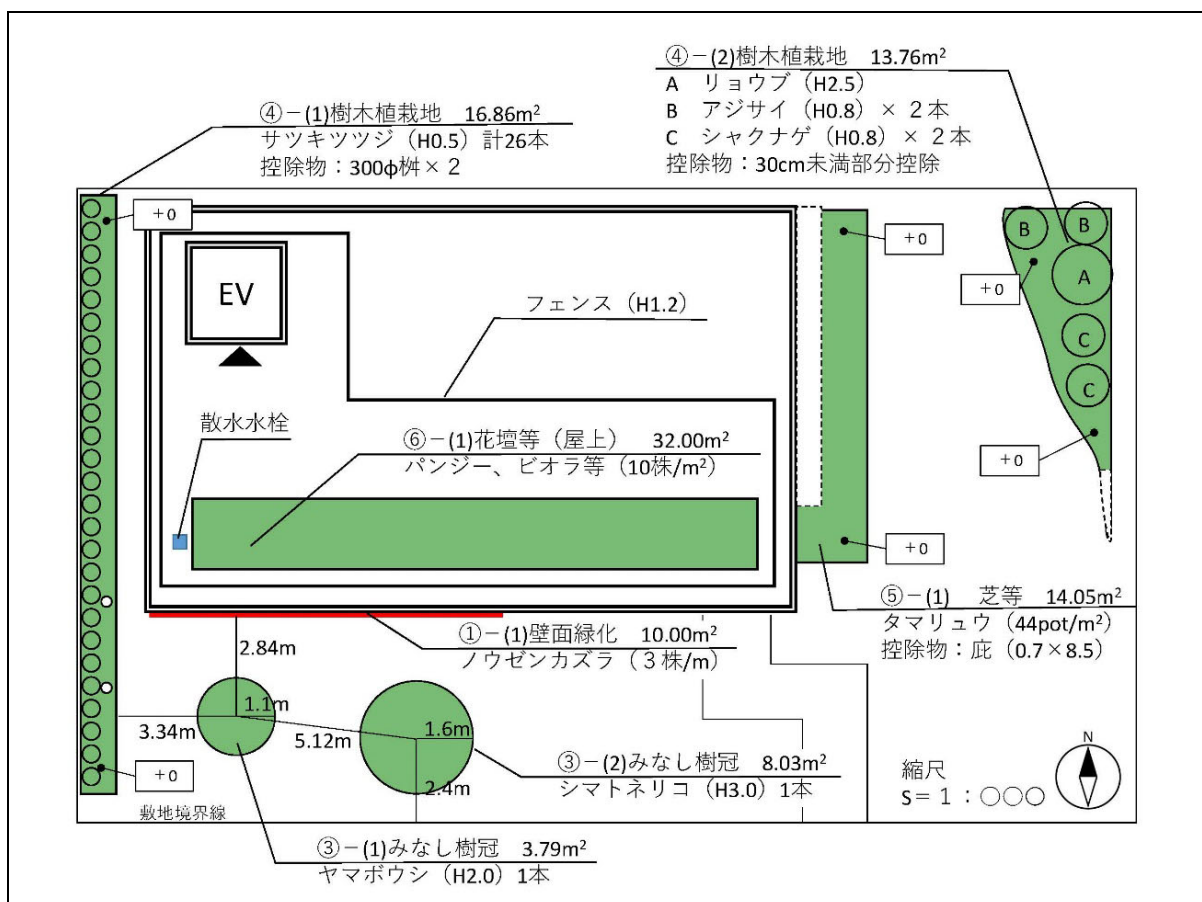 ④－(2)樹木植栽地　13.76m²
A　リョウブ（H2.5）
B　アジサイ（H0.8）× 2本
C　シャクナゲ（H0.8）× 2本
控除物：30cm未満部分控除
④－(1)樹木植栽地　16.86m²
サツキツツジ（H0.5）計26本
控除物：300φ桝×2
+0
+0
B
B
A
+0
C
C
+0
EV
フェンス（H1.2）
散水水栓
⑥－(1)花壇等（屋上）　32.00m²
パンジー、ビオラ等（10株/m²）
+0
⑤－(1)　芝等　14.05m²
タマリュウ（44pot/m²）
控除物：庇（0.7×8.5）
①－(1)壁面緑化　10.00m²
ノウゼンカズラ（3株/m）
2.84m
1.1m
3.34m
5.12m
1.6m
2.4m
③－(2)みなし樹冠　8.03m²
シマトネリコ（H3.0）1本
+0
敷地境界線
縮尺
S＝1：○○○
N
③－(1)みなし樹冠　3.79m²
ヤマボウシ（H2.0）1本